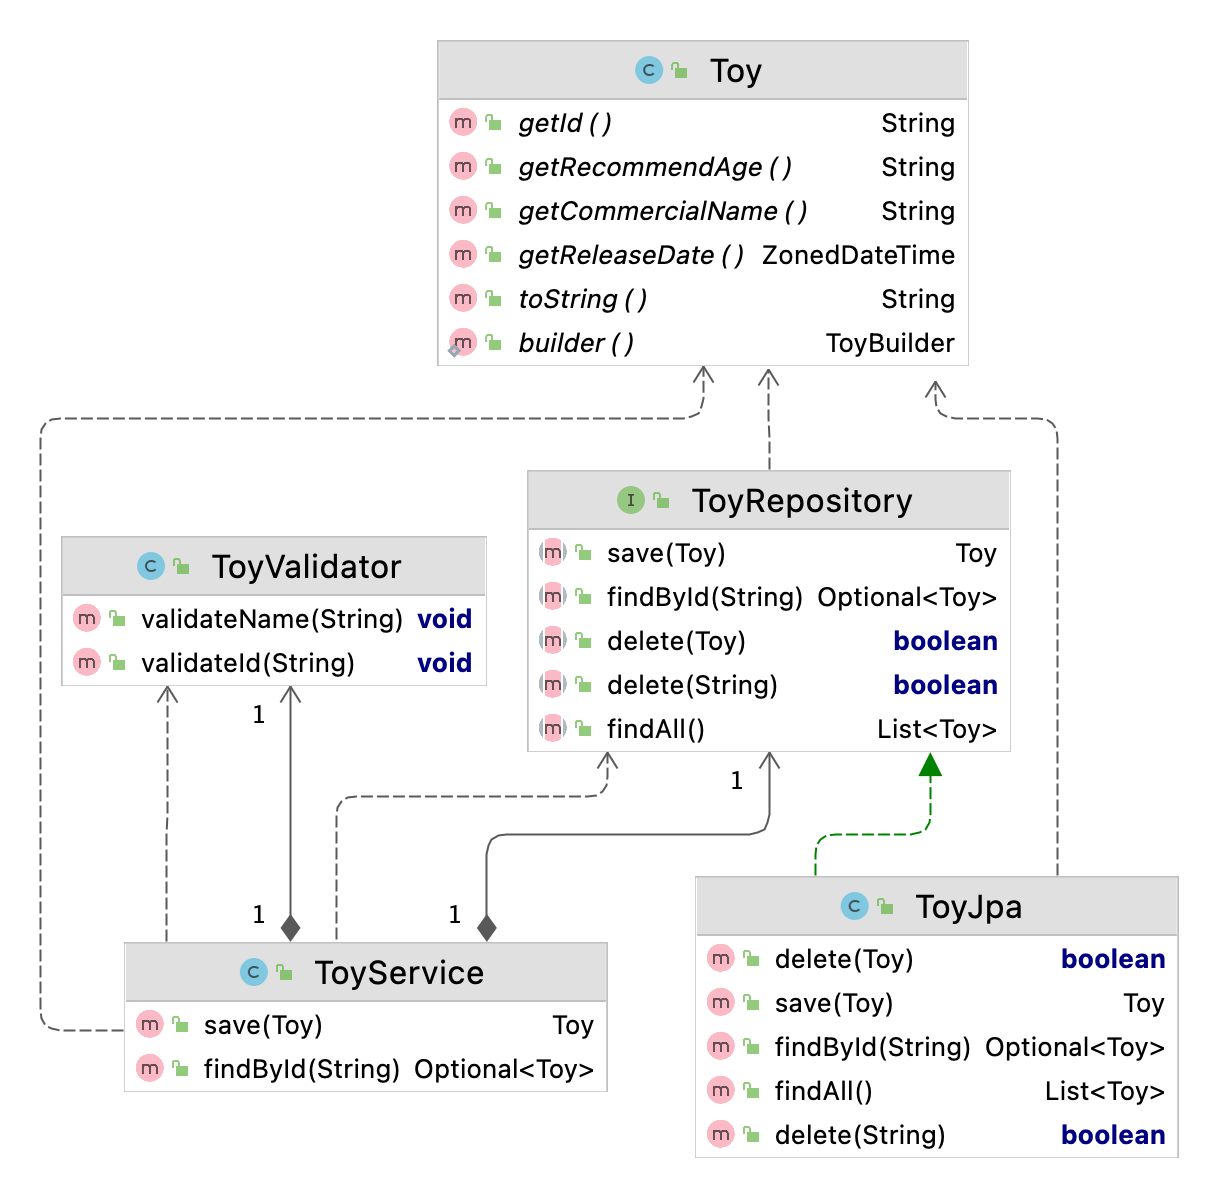 C Toy
m getId() String
m getRecommendAge() String
m getCommercialName() String
m getReleaseDate() ZonedDateTime
m toString() String
m builder() ToyBuilder
I ToyRepository
m save(Toy) Toy
m findById(String) Optional<Toy>
m delete(Toy) boolean
m delete(String) boolean
m findAll() List<Toy>
C ToyValidator
m validateName(String) void
m validateId(String) void
1
1
1
1
C ToyService
m save(Toy) Toy
m findById(String) Optional<Toy>
C ToyJpa
m delete(Toy) boolean
m save(Toy) Toy
m findById(String) Optional<Toy>
m findAll() List<Toy>
m delete(String) boolean